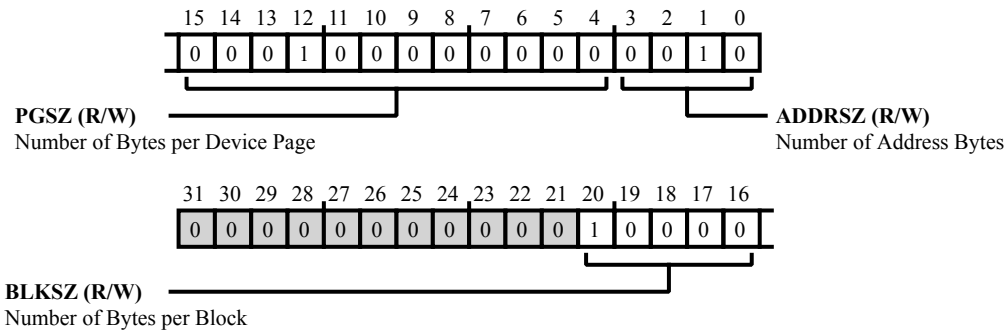 15 14 13 12 11 10 9 8 7 6 5 4 3 2 1 0
0 0 0 1 0 0 0 0 0 0 0 0 0 0 1 0
PGSZ (R/W)
Number of Bytes per Device Page
ADDRSZ (R/W)
Number of Address Bytes
31 30 29 28 27 26 25 24 23 22 21 20 19 18 17 16
0 0 0 0 0 0 0 0 0 0 0 1 0 0 0 0
BLKSZ (R/W)
Number of Bytes per Block